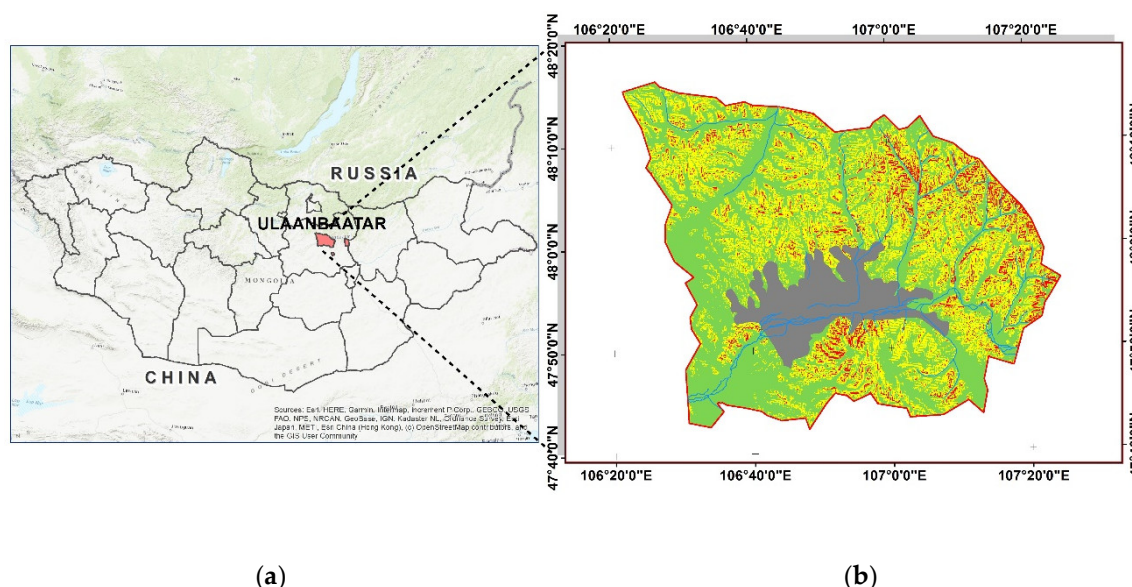 RUSSIA
ULAANBAATAR
MONGOLIA
CHINA
GOBI DESERT
Sources: Esri, HERE, Garmin, Intermap, increment P Corp., GEBCO, USGS
FAO, NPS, NRCAN, GeoBase, IGN, Kadaster NL, Ordnance Survey, Esri
Japan, METI, Esri China (Hong Kong), (c) OpenStreetMap contributors, and
the GIS User Community
106°20'0"E
106°40'0"E
107°0'0"E
107°20'0"E
48°20'0"N
48°10'0"N
48°0'0"N
47°50'0"N
47°40'0"N
106°20'0"E
106°40'0"E
107°0'0"E
107°20'0"E
(a)
(b)